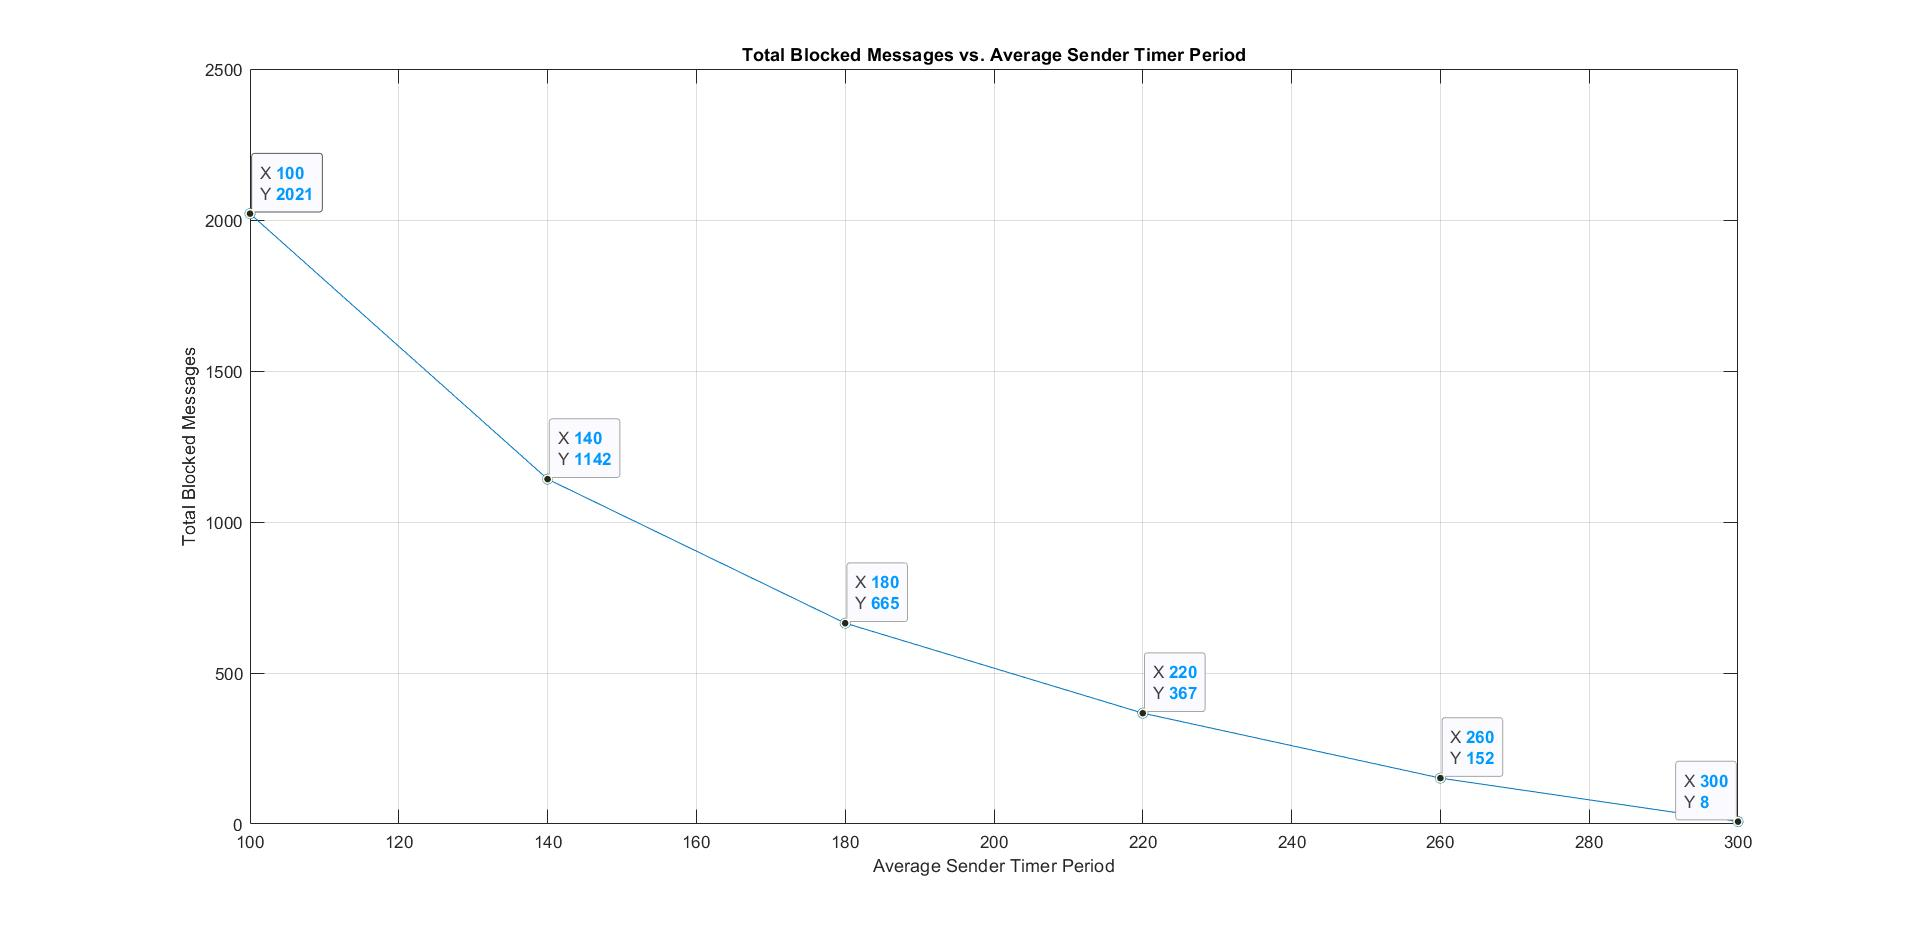 Total Blocked Messages vs. Average Sender Timer Period
2500
2000
1500
1000
500
0
Total Blocked Messages
X 100
Y 2021
X 140
Y 1142
X 180
Y 665
X 220
Y 367
X 260
Y 152
X 300
Y 8
100 120 140 160 180 200 220 240 260 280 300
Average Sender Timer Period